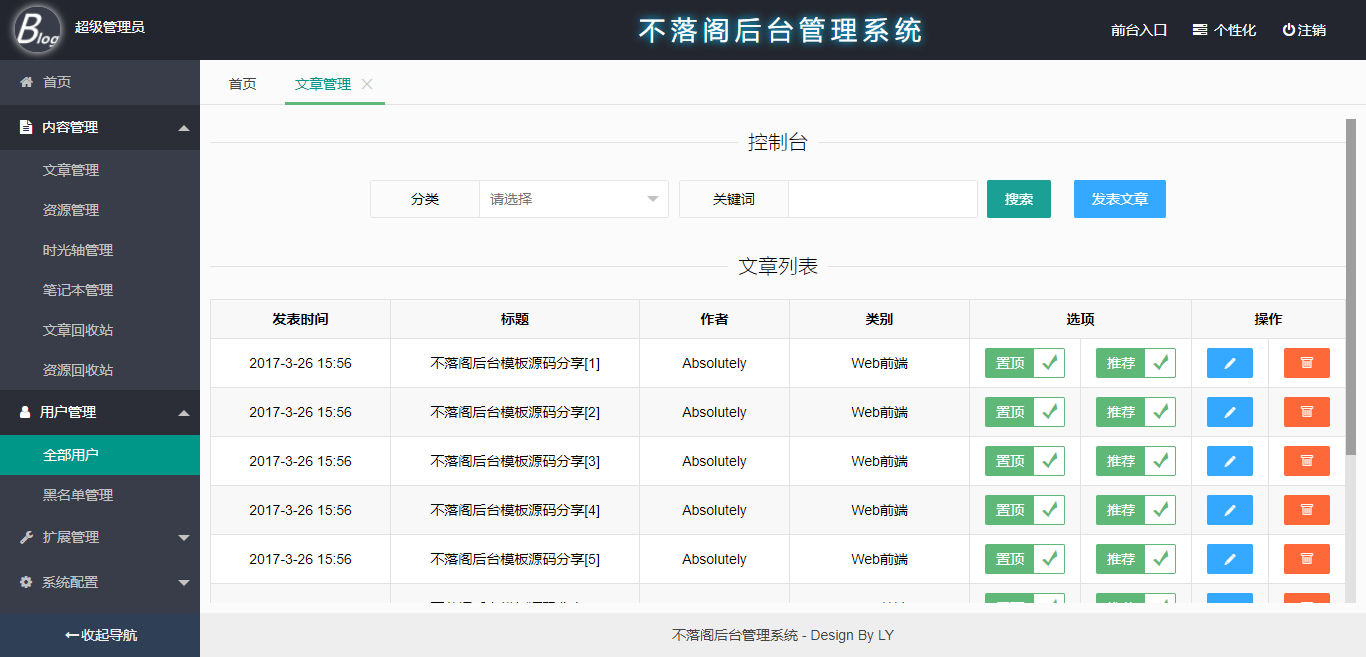 Blog 超级管理员 不落阁后台管理系统 前台入口 个性化 注销
首页
内容管理
文章管理
资源管理
时光轴管理
笔记本管理
文章回收站
资源回收站
用户管理
全部用户
黑名单管理
扩展管理
系统配置
收起导航
首页 文章管理
控制台
分类 请选择 关键词 搜索 发表文章
文章列表
发表时间 标题 作者 类别 选项 操作
2017-3-26 15:56 不落阁后台模板源码分享[1] Absolutely Web前端 置顶 推荐
2017-3-26 15:56 不落阁后台模板源码分享[2] Absolutely Web前端 置顶 推荐
2017-3-26 15:56 不落阁后台模板源码分享[3] Absolutely Web前端 置顶 推荐
2017-3-26 15:56 不落阁后台模板源码分享[4] Absolutely Web前端 置顶 推荐
2017-3-26 15:56 不落阁后台模板源码分享[5] Absolutely Web前端 置顶 推荐
不落阁后台管理系统 - Design By LY